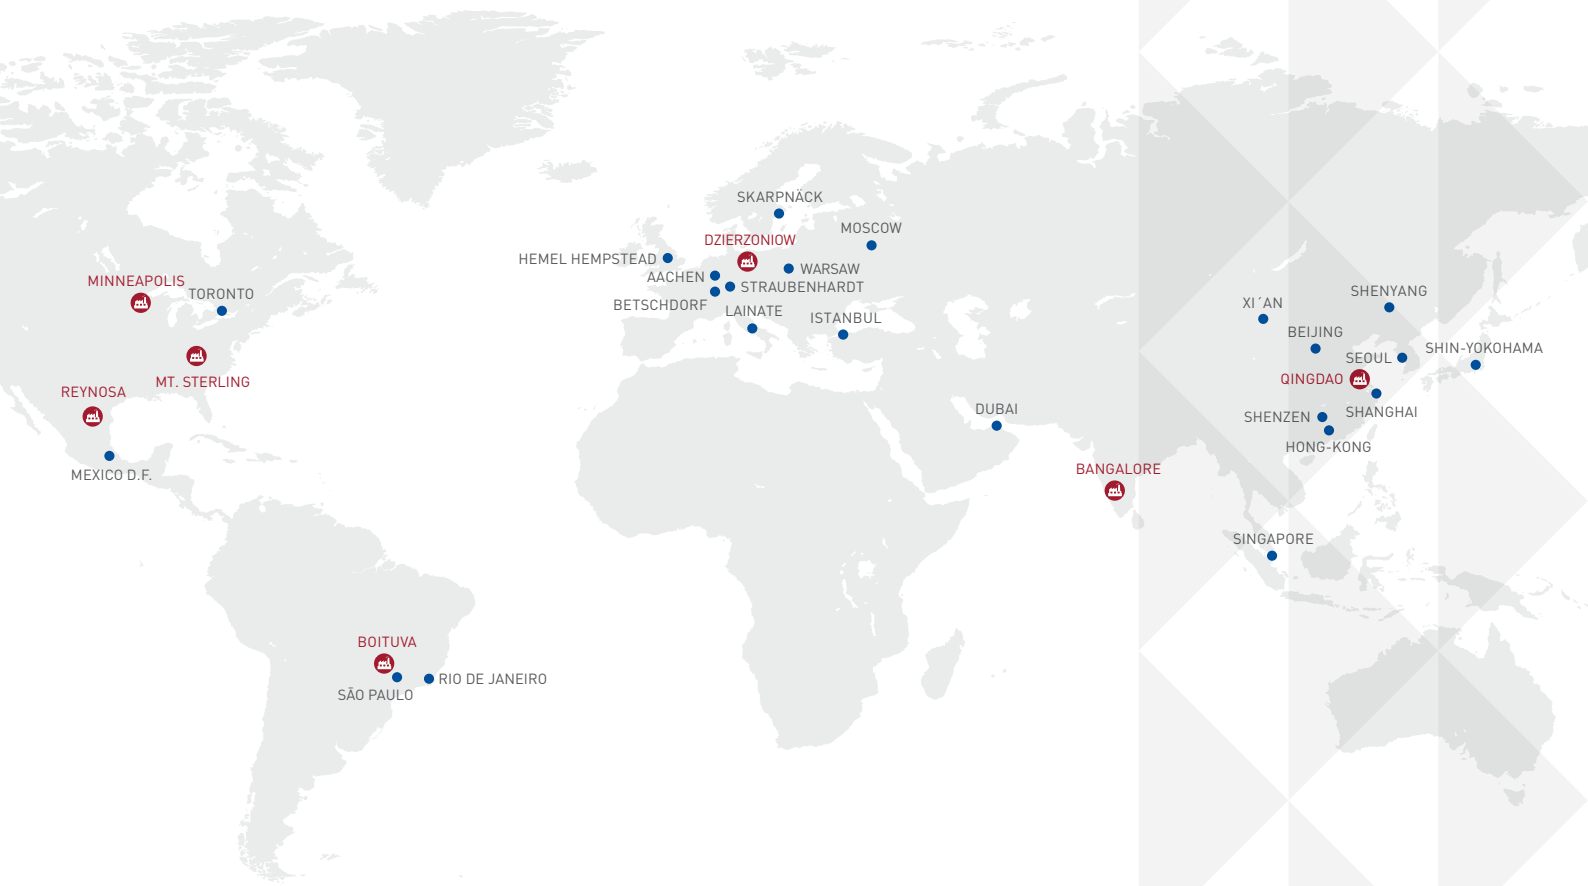 SKARPNÄCK
MOSCOW
DZIERZONIOW
HEMEL HEMPSTEAD
WARSAW
AACHEN
STRAUBENHARDT
BETSCHDORF
LAINATE
ISTANBUL
MINNEAPOLIS
TORONTO
MT. STERLING
REYNOSA
MEXICO D.F.
XI´AN
SHENYANG
BEIJING
SEOUL
SHIN-YOKOHAMA
QINGDAO
SHANGHAI
SHENZEN
HONG-KONG
DUBAI
BANGALORE
SINGAPORE
BOITUVA
RIO DE JANEIRO
SÃO PAULO